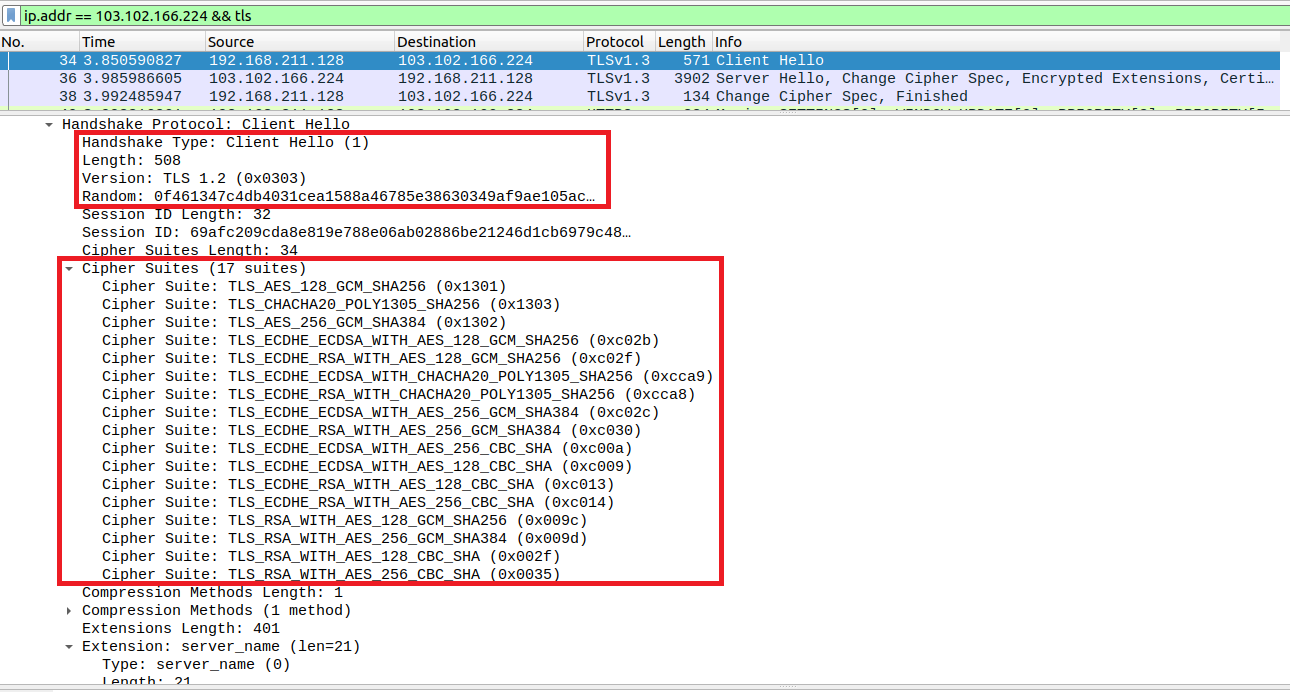 ip.addr == 103.102.166.224 && tls
No. Time Source Destination Protocol Length Info
34 3.850590827 192.168.211.128 103.102.166.224 TLSv1.3 571 Client Hello
36 3.985986605 103.102.166.224 192.168.211.128 TLSv1.3 3902 Server Hello, Change Cipher Spec, Encrypted Extensions, Certi…
38 3.992485947 192.168.211.128 103.102.166.224 TLSv1.3 134 Change Cipher Spec, Finished
Handshake Protocol: Client Hello
Handshake Type: Client Hello (1)
Length: 508
Version: TLS 1.2 (0x0303)
Random: 0f461347c4db4031cea1588a46785e38630349af9ae105ac…
Session ID Length: 32
Session ID: 69afc209cda8e819e788e06ab02886be21246d1cb6979c48…
Cipher Suites Length: 34
Cipher Suites (17 suites)
Cipher Suite: TLS_AES_128_GCM_SHA256 (0x1301)
Cipher Suite: TLS_CHACHA20_POLY1305_SHA256 (0x1303)
Cipher Suite: TLS_AES_256_GCM_SHA384 (0x1302)
Cipher Suite: TLS_ECDHE_ECDSA_WITH_AES_128_GCM_SHA256 (0xc02b)
Cipher Suite: TLS_ECDHE_RSA_WITH_AES_128_GCM_SHA256 (0xc02f)
Cipher Suite: TLS_ECDHE_ECDSA_WITH_CHACHA20_POLY1305_SHA256 (0xcca9)
Cipher Suite: TLS_ECDHE_RSA_WITH_CHACHA20_POLY1305_SHA256 (0xcca8)
Cipher Suite: TLS_ECDHE_ECDSA_WITH_AES_256_GCM_SHA384 (0xc02c)
Cipher Suite: TLS_ECDHE_RSA_WITH_AES_256_GCM_SHA384 (0xc030)
Cipher Suite: TLS_ECDHE_ECDSA_WITH_AES_256_CBC_SHA (0xc00a)
Cipher Suite: TLS_ECDHE_ECDSA_WITH_AES_128_CBC_SHA (0xc009)
Cipher Suite: TLS_ECDHE_RSA_WITH_AES_128_CBC_SHA (0xc013)
Cipher Suite: TLS_ECDHE_RSA_WITH_AES_256_CBC_SHA (0xc014)
Cipher Suite: TLS_RSA_WITH_AES_128_GCM_SHA256 (0x009c)
Cipher Suite: TLS_RSA_WITH_AES_256_GCM_SHA384 (0x009d)
Cipher Suite: TLS_RSA_WITH_AES_128_CBC_SHA (0x002f)
Cipher Suite: TLS_RSA_WITH_AES_256_CBC_SHA (0x0035)
Compression Methods Length: 1
Compression Methods (1 method)
Extensions Length: 401
Extension: server_name (len=21)
Type: server_name (0)
Length: 21